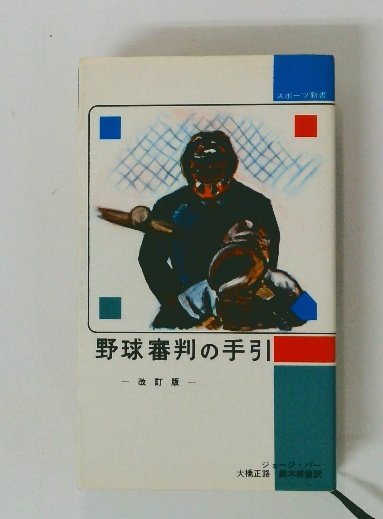 スポーツ新書
野球審判の手引
— 改訂版 —
ジョージ・バー
大橋正路 鈴木美嶺訳